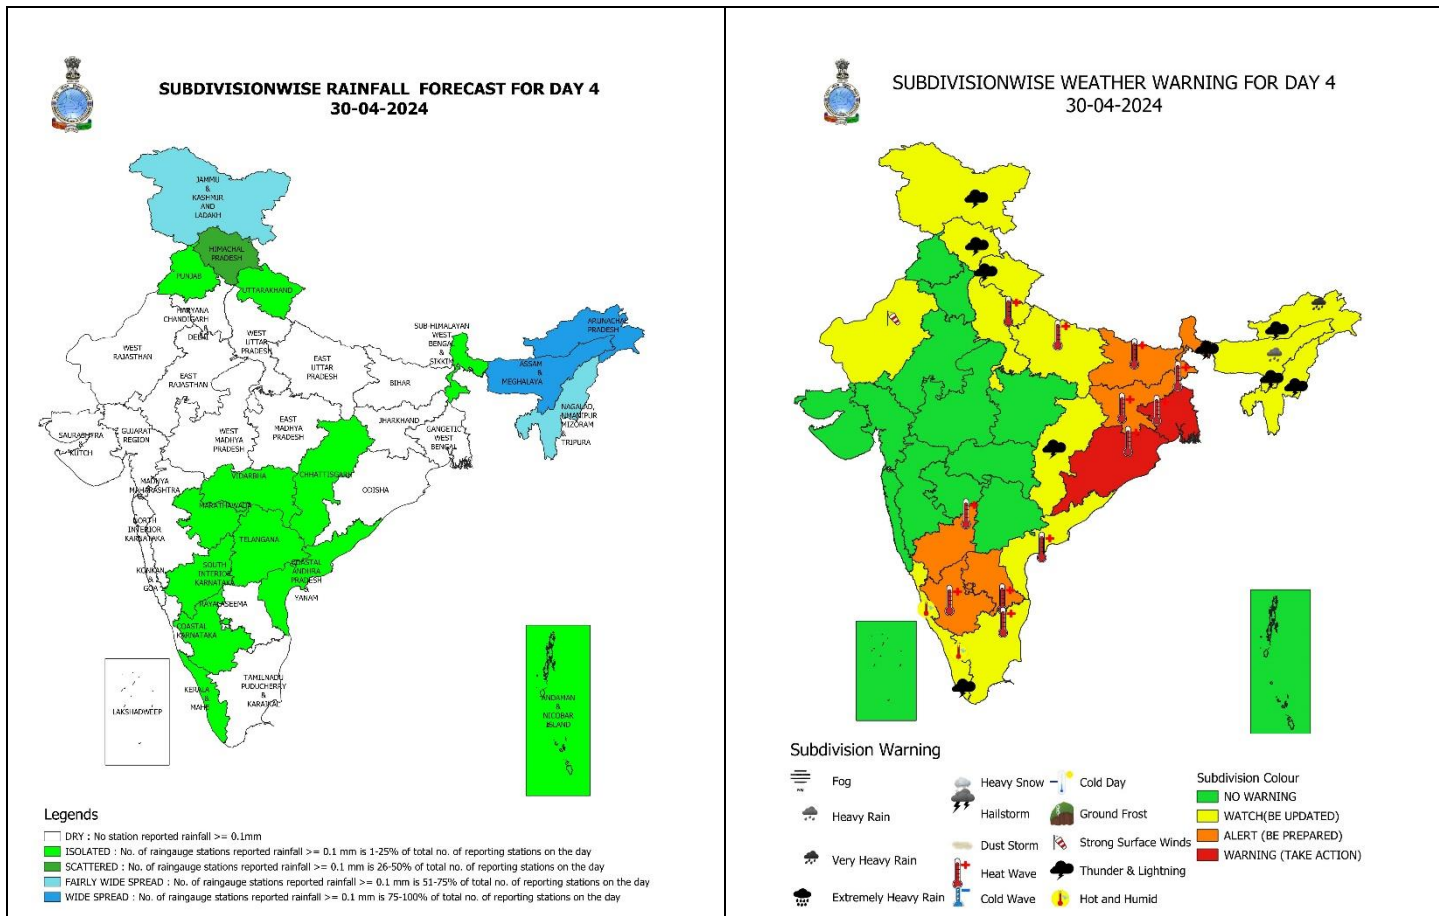 SUBDIVISIONWISE RAINFALL FORECAST FOR DAY 4
30-04-2024
JAMMU
&
KASHMIR
AND
LADAKH
HIMACHAL
PRADESH
PUNJAB
UTTARAKHAND
HARYANA
CHANDIGARH
&
DELHI
WEST
UTTAR
PRADESH
SUB-HIMALAYAN
WEST
BENGAL
&
SIKKIM
ARUNACHAL
PRADESH
WEST
RAJASTHAN
EAST
RAJASTHAN
EAST
UTTAR
PRADESH
BIHAR
ASSAM
&
MEGHALAYA
NAGALAD,
MANIPUR
MIZORAM
&
TRIPURA
SAURASHTRA
&
KUTCH
GUJARAT
REGION
WEST
MADHYA
PRADESH
EAST
MADHYA
PRADESH
JHARKHAND
GANGETIC
WEST
BENGAL
MADHYA
MAHARASHTRA
VIDARBHA
CHHATTISGARH
ODISHA
MARATHAWADA
NORTH
INTERIOR
KARNATAKA
TELANGANA
KONKAN
&
GOA
SOUTH
INTERIOR
KARNATAKA
COASTAL
ANDHRA
PRADESH
&
YANAM
RAYALASEEMA
COASTAL
KARNATAKA
KERALA
&
MAHE
TAMILNADU
PUDUCHERRY
&
KARAIKAL
LAKSHADWEEP
ANDAMAN
&
NICOBAR
ISLAND
Legends
DRY : No station reported rainfall >= 0.1mm
ISOLATED : No. of raingauge stations reported rainfall >= 0.1 mm is 1-25% of total no. of reporting stations on the day
SCATTERED : No. of raingauge stations reported rainfall >= 0.1 mm is 26-50% of total no. of reporting stations on the day
FAIRLY WIDE SPREAD : No. of raingauge stations reported rainfall >= 0.1 mm is 51-75% of total no. of reporting stations on the day
WIDE SPREAD : No. of raingauge stations reported rainfall >= 0.1 mm is 75-100% of total no. of reporting stations on the day
SUBDIVISIONWISE WEATHER WARNING FOR DAY 4
30-04-2024
Subdivision Warning
Fog
Heavy Rain
Very Heavy Rain
Extremely Heavy Rain
Heavy Snow
Hailstorm
Dust Storm
Heat Wave
Cold Wave
Cold Day
Ground Frost
Strong Surface Winds
Thunder & Lightning
Hot and Humid
Subdivision Colour
NO WARNING
WATCH(BE UPDATED)
ALERT (BE PREPARED)
WARNING (TAKE ACTION)